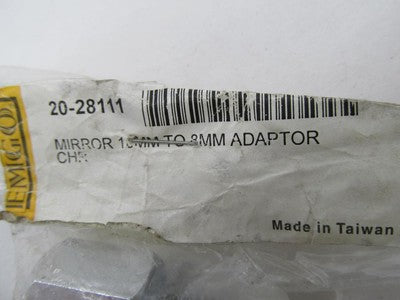 EMGO
20-28111
MIRROR 10MM TO 8MM ADAPTOR
CHR
Made in Taiwan